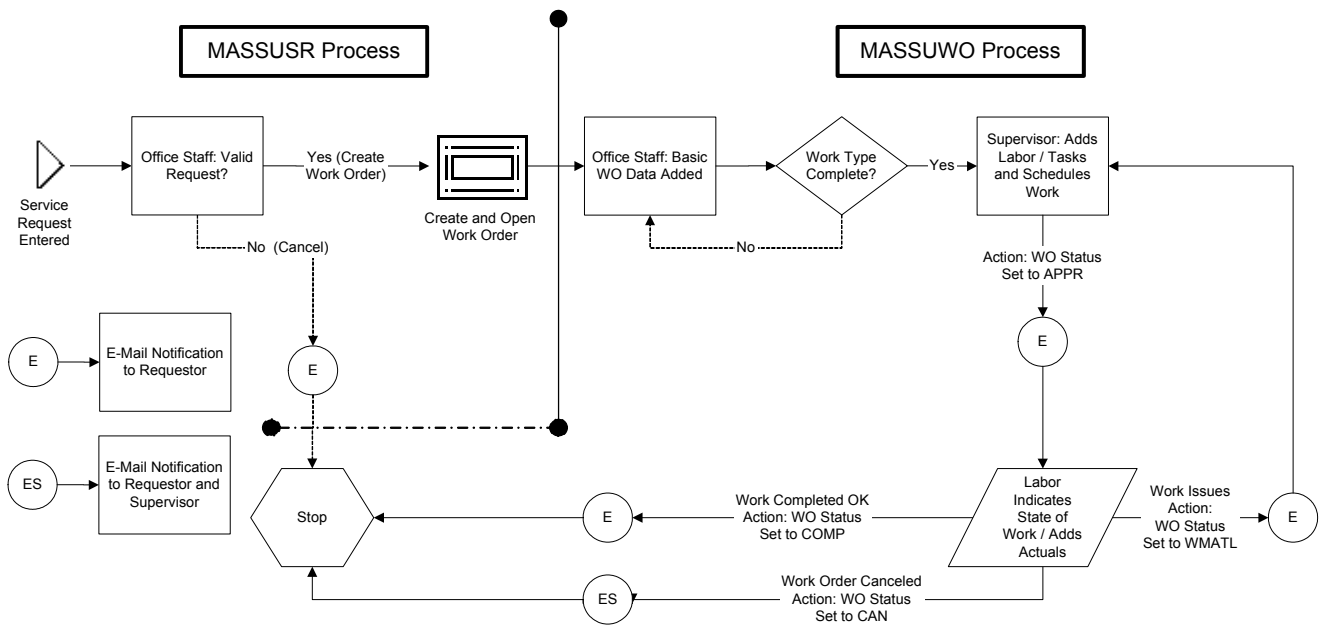 MASSUSR Process
MASSUWO Process
Service
Request
Entered
Office Staff: Valid
Request?
Yes (Create
Work Order)
No (Cancel)
Create and Open
Work Order
Office Staff: Basic
WO Data Added
Work Type
Complete?
Yes
No
Supervisor: Adds
Labor / Tasks
and Schedules
Work
Action: WO Status
Set to APPR
E
E
E-Mail Notification
to Requestor
E
ES
E-Mail Notification
to Requestor and
Supervisor
Stop
E
Work Completed OK
Action: WO Status
Set to COMP
Labor
Indicates
State of
Work / Adds
Actuals
Work Issues
Action:
WO Status
Set to WMATL
E
ES
Work Order Canceled
Action: WO Status
Set to CAN